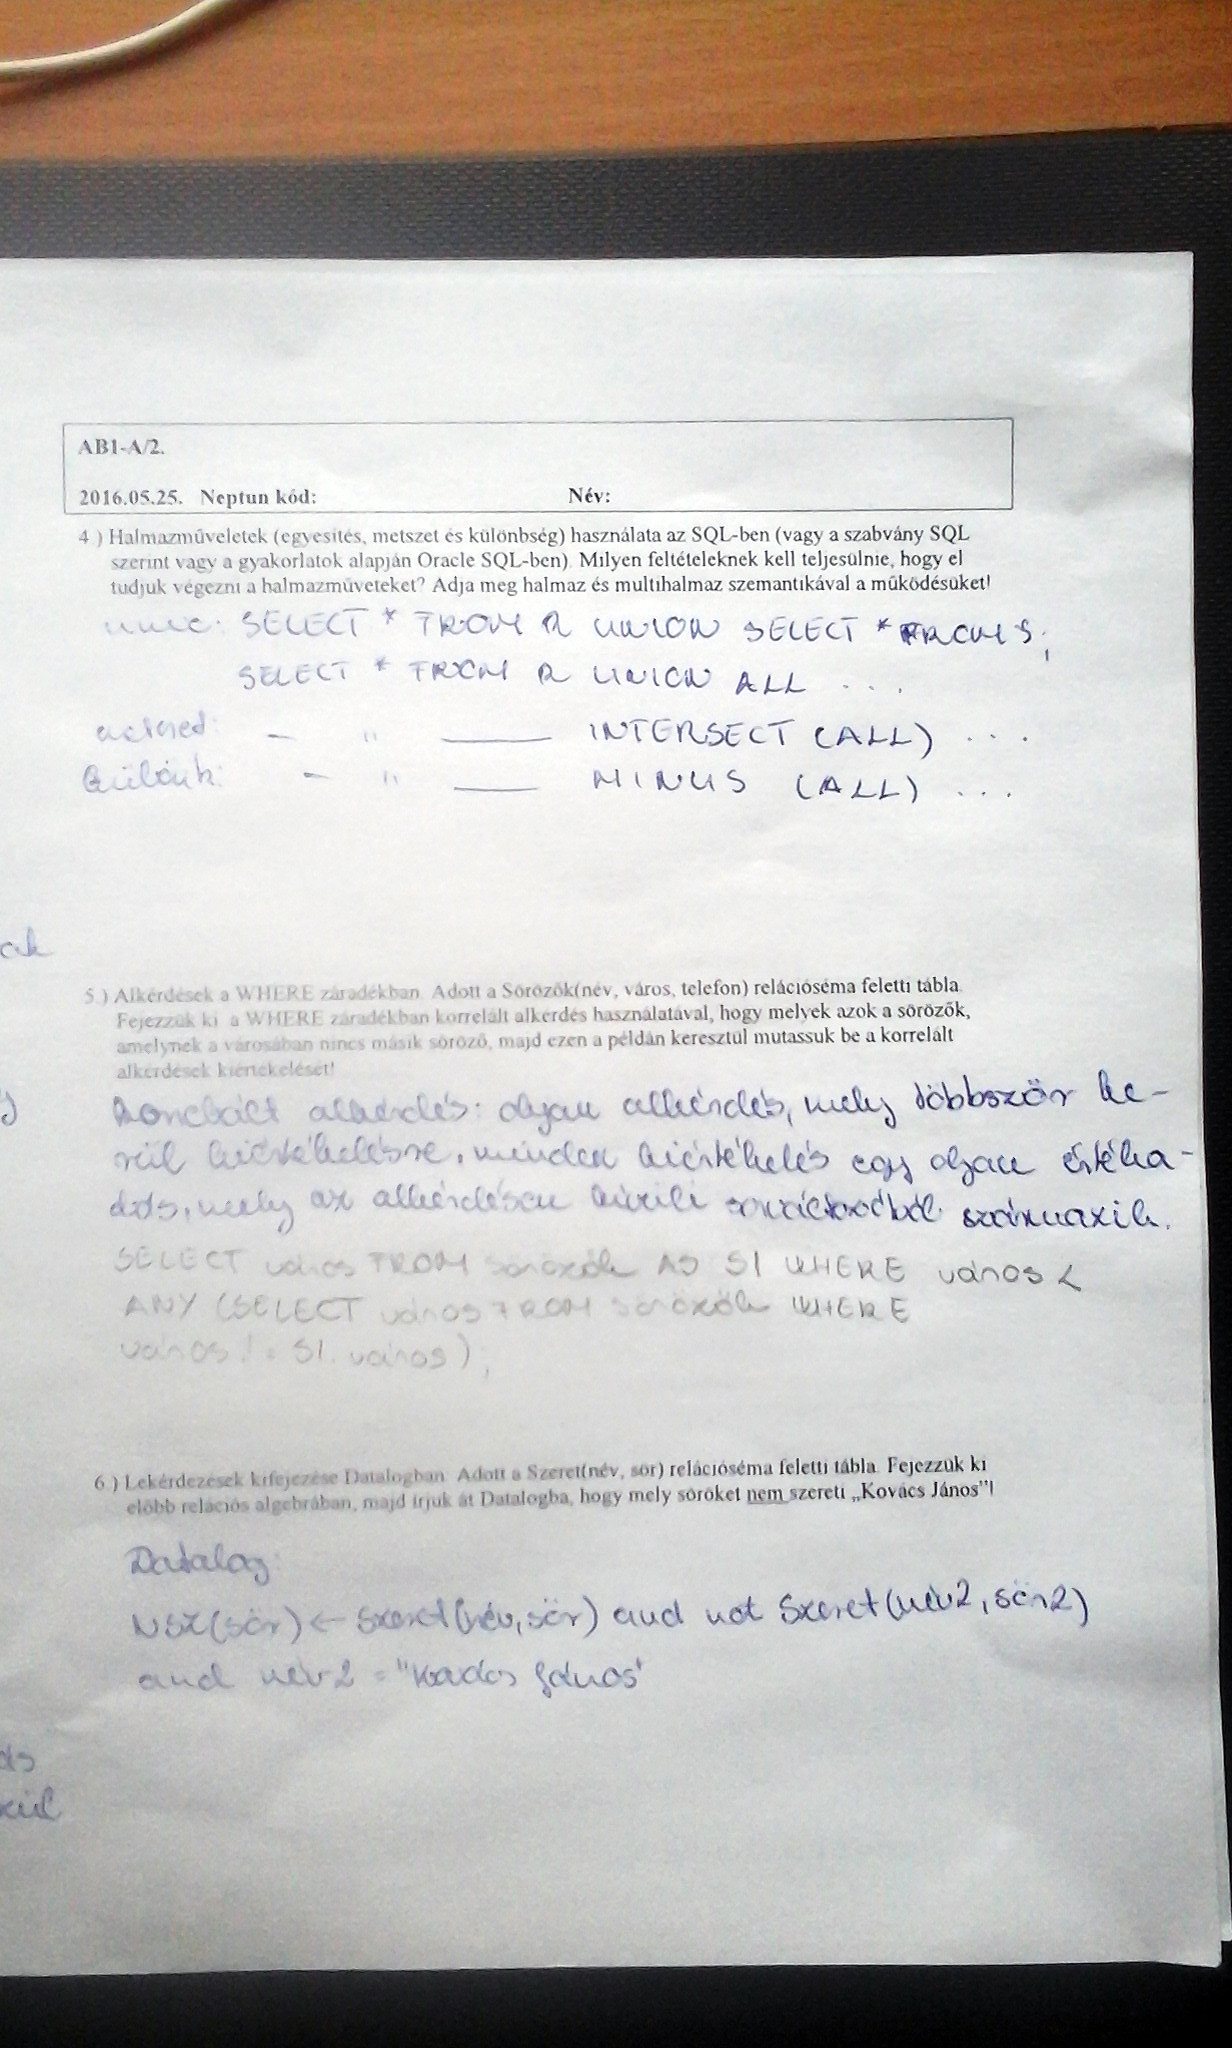 AB1-A/2.
2016.05.25. Neptun kód: Név:
4.) Halmazműveletek (egyesítés, metszet és különbség) használata az SQL-ben (vagy a szabvány SQL
szerint vagy a gyakorlatok alapján Oracle SQL-ben). Milyen feltételeknek kell teljesülnie, hogy el
tudjuk végezni a halmazműveteket? Adja meg halmaz és multihalmaz szemantikával a működésüket!
SELECT * FROM R UNION SELECT * FROM S;
SELECT * FROM R UNION ALL ...
- " — INTERSECT (ALL) ...
különb: - " — MINUS (ALL) ...
ak
5.) Alkérdések a WHERE záradékban. Adott a Sörözők(név, város, telefon) relációséma feletti tábla.
Fejezzük ki a WHERE záradékban korrelált alkérdés használatával, hogy melyek azok a sörözők,
amelynek a városában nincs másik söröző, majd ezen a példán keresztül mutassuk be a korrelált
alkérdések kiértékelését!
Korrelált alkérdés: olyan alkérdés, mely többször ke-
rül kiértékelésre, minden kiértékelés egy olyan értéka-
dás, mely az alkérdésen kívüli sorváltozóból származik.
SELECT város FROM sörözők AS S1 WHERE város <
ANY (SELECT város FROM sörözők WHERE
város != S1.város);
6.) Lekérdezések kifejezése Datalogban. Adott a Szeret(név, sör) relációséma feletti tábla. Fejezzük ki
előbb relációs algebrában, majd írjuk át Datalogba, hogy mely söröket nem szereti „Kovács János”!
Datalog:
NSZ(sör) ← Szeret(név, sör) and not Szeret(név2, sör2)
and név2 = "Kovács János"